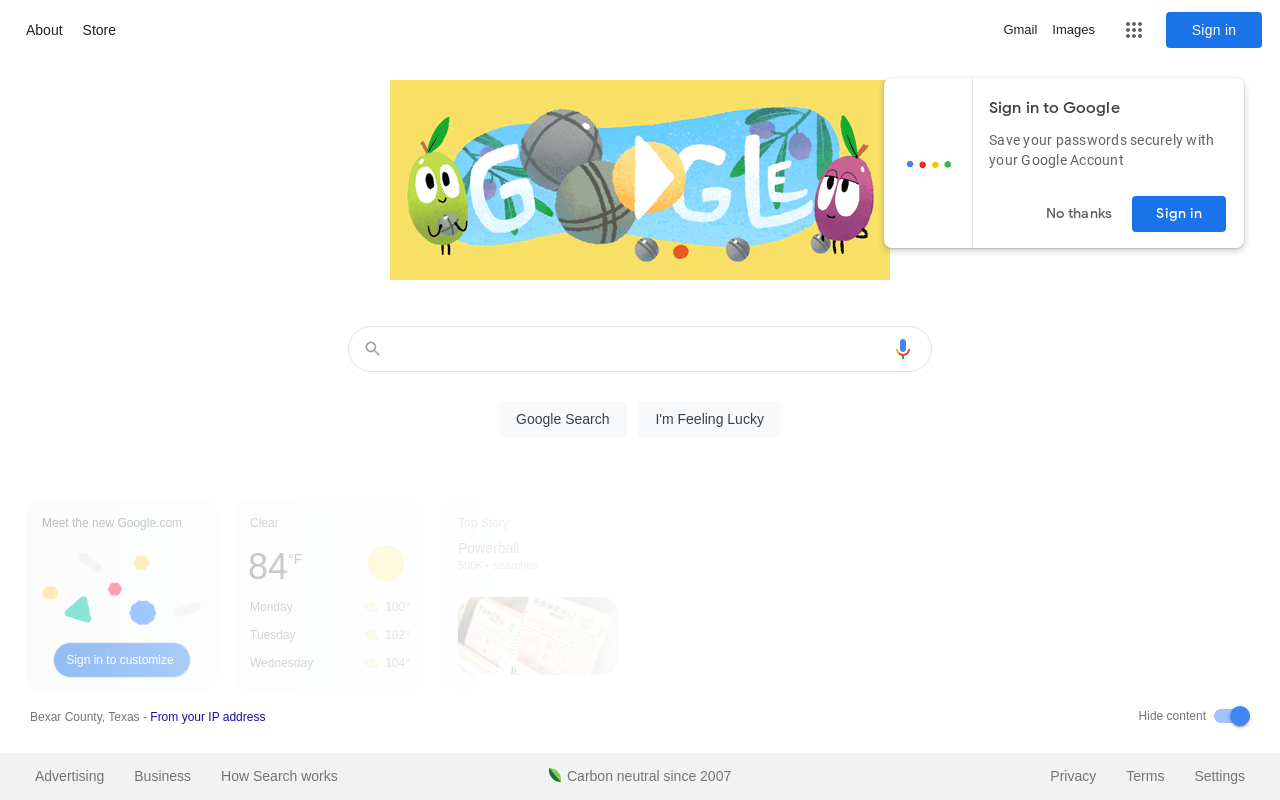 About Store
Gmail Images
Sign in
GOOGLE
Sign in to Google
Save your passwords securely with
your Google Account
No thanks
Sign in
Google Search
I'm Feeling Lucky
Meet the new Google.com
Sign in to customize
Clear
84°F
Monday 100°
Tuesday 102°
Wednesday 104°
Top Story
Powerball
500K+ searches
Bexar County, Texas - From your IP address
Hide content
Advertising Business How Search works
Carbon neutral since 2007
Privacy Terms Settings